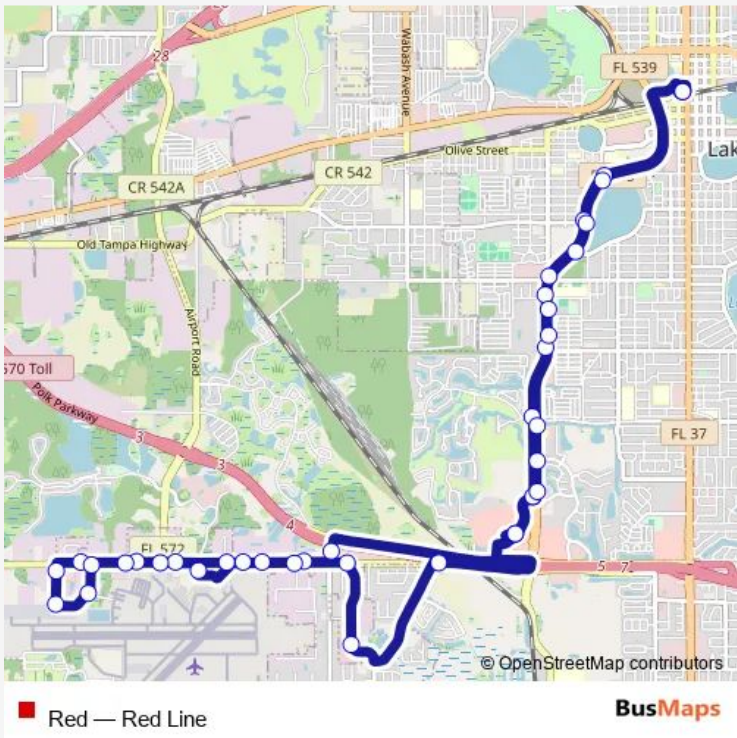 28
FL 539
Wabash Avenue
Lak
Olive Street
CR 542
CR 542A
Old Tampa Highway
Airport Road
570 Toll
Polk Parkway
3
3
FL 37
4
FL 572
5
7
© OpenStreetMap contributors
Red — Red Line
BusMaps